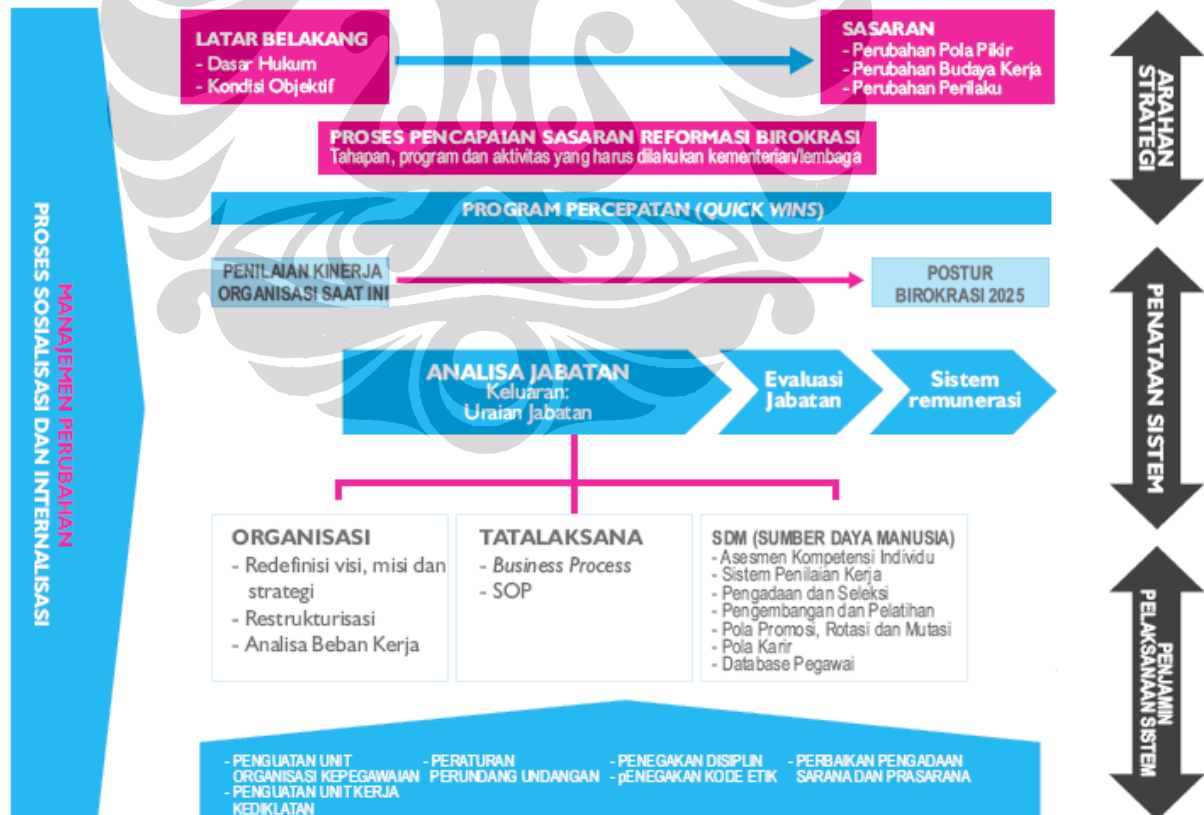 LATAR BELAKANG
- Dasar Hukum
- Kondisi Objektif
SASARAN
- Perubahan Pola Pikir
- Perubahan Budaya Kerja
- Perubahan Perilaku
PROSES PENCAPAIAN SASARAN REFORMASI BIROKRASI
Tahapan, program dan aktivitas yang harus dilakukan kementerian/lembaga
PROGRAM PERCEPATAN (QUICK WINS)
PENILAIAN KINERJA
ORGANISASI SAAT INI
POSTUR
BIROKRASI 2025
ANALISA JABATAN
Keluaran:
Uraian Jabatan
Evaluasi
Jabatan
Sistem
remunerasi
ORGANISASI
- Redefinisi visi, misi dan
strategi
- Restrukturisasi
- Analisa Beban Kerja
TATALAKSANA
- Business Process
- SOP
SDM (SUMBER DAYA MANUSIA)
- Asesmen Kompetensi Individu
- Sistem Penilaian Kerja
- Pengadaan dan Seleksi
- Pengembangan dan Pelatihan
- Pola Promosi, Rotasi dan Mutasi
- Pola Karir
- Database Pegawai
- PENGUATAN UNIT
ORGANISASI KEPEGAWAIAN
- PENGUATAN UNIT KERJA
KEDIKLATAN
- PERATURAN
PERUNDANG UNDANGAN
- PENEGAKAN DISIPLIN
- pENEGAKAN KODE ETIK
- PERBAIKAN PENGADAAN
SARANA DAN PRASARANA
MANAJEMEN PERUBAHAN
PROSES SOSIALISASI DAN INTERNALISASI
ARAHAN
STRATEGI
PENATAAN SISTEM
PENJAMIN
PELAKSANAAN SISTEM